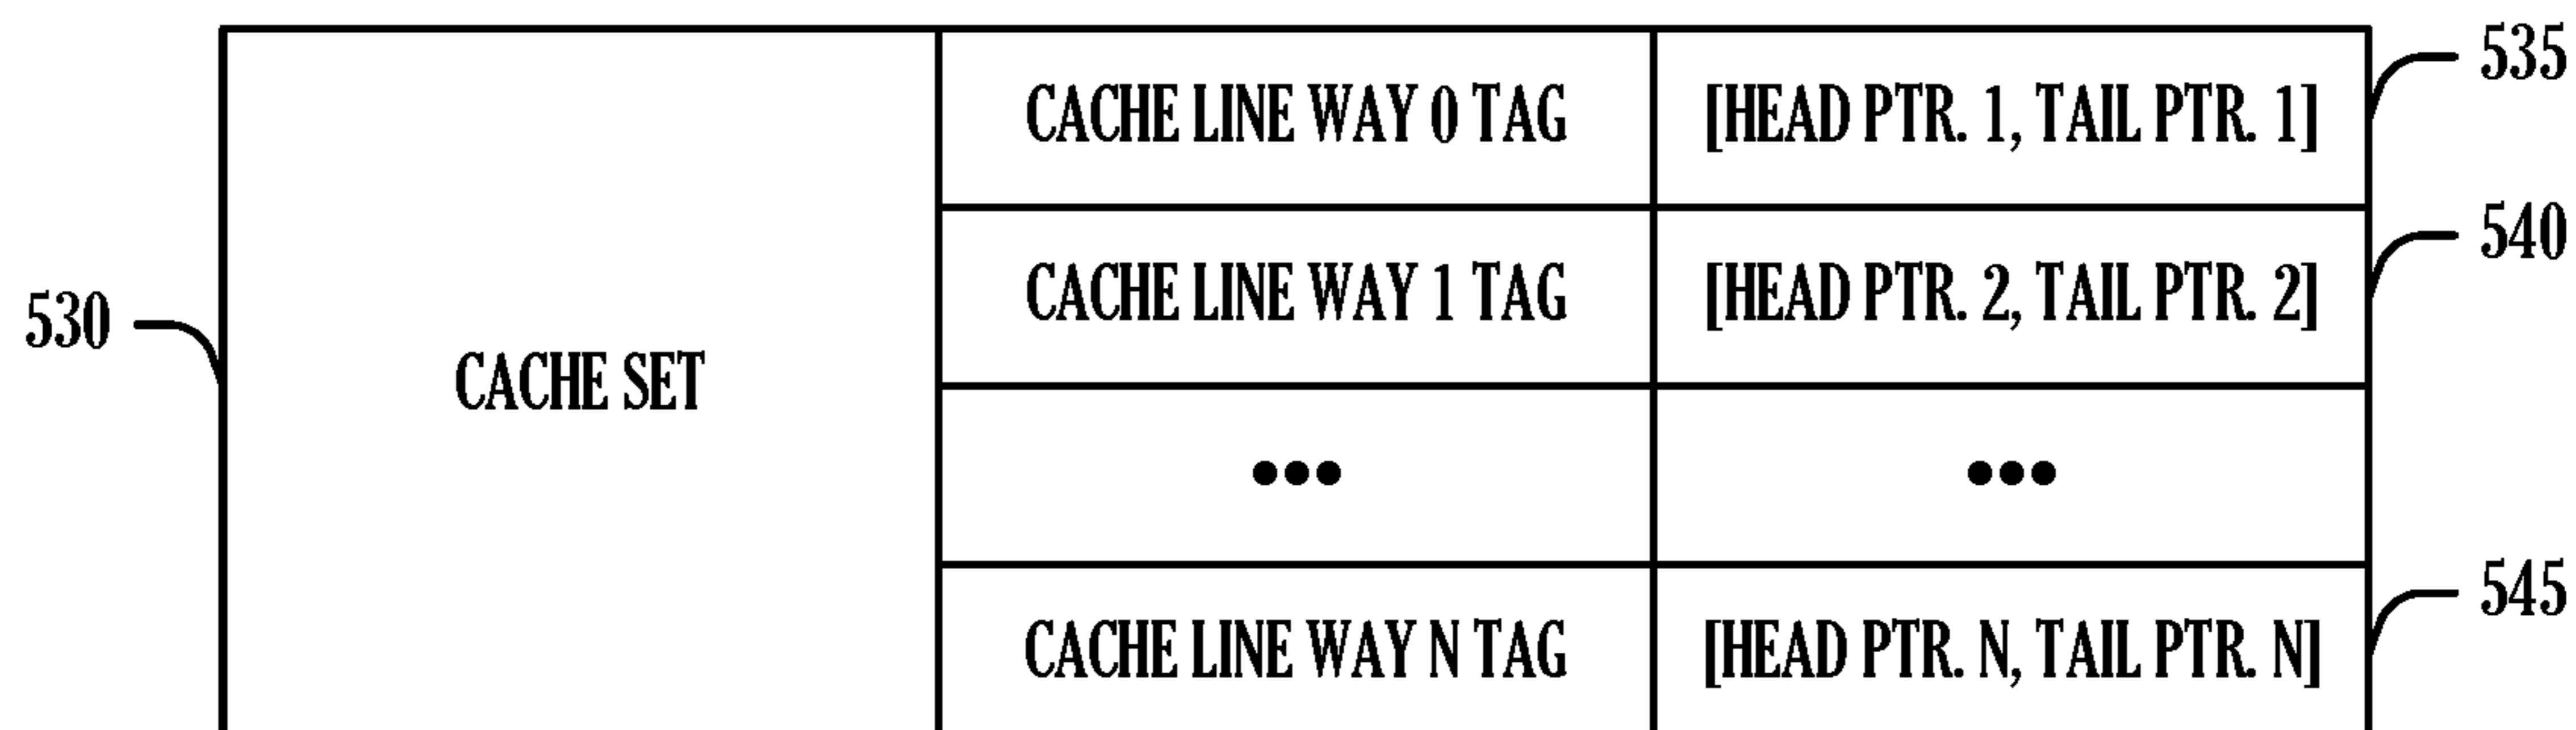 CACHE LINE WAY 0 TAG [HEAD PTR. 1, TAIL PTR. 1] 535
CACHE LINE WAY 1 TAG [HEAD PTR. 2, TAIL PTR. 2] 540
530 CACHE SET
••• •••
CACHE LINE WAY N TAG [HEAD PTR. N, TAIL PTR. N] 545